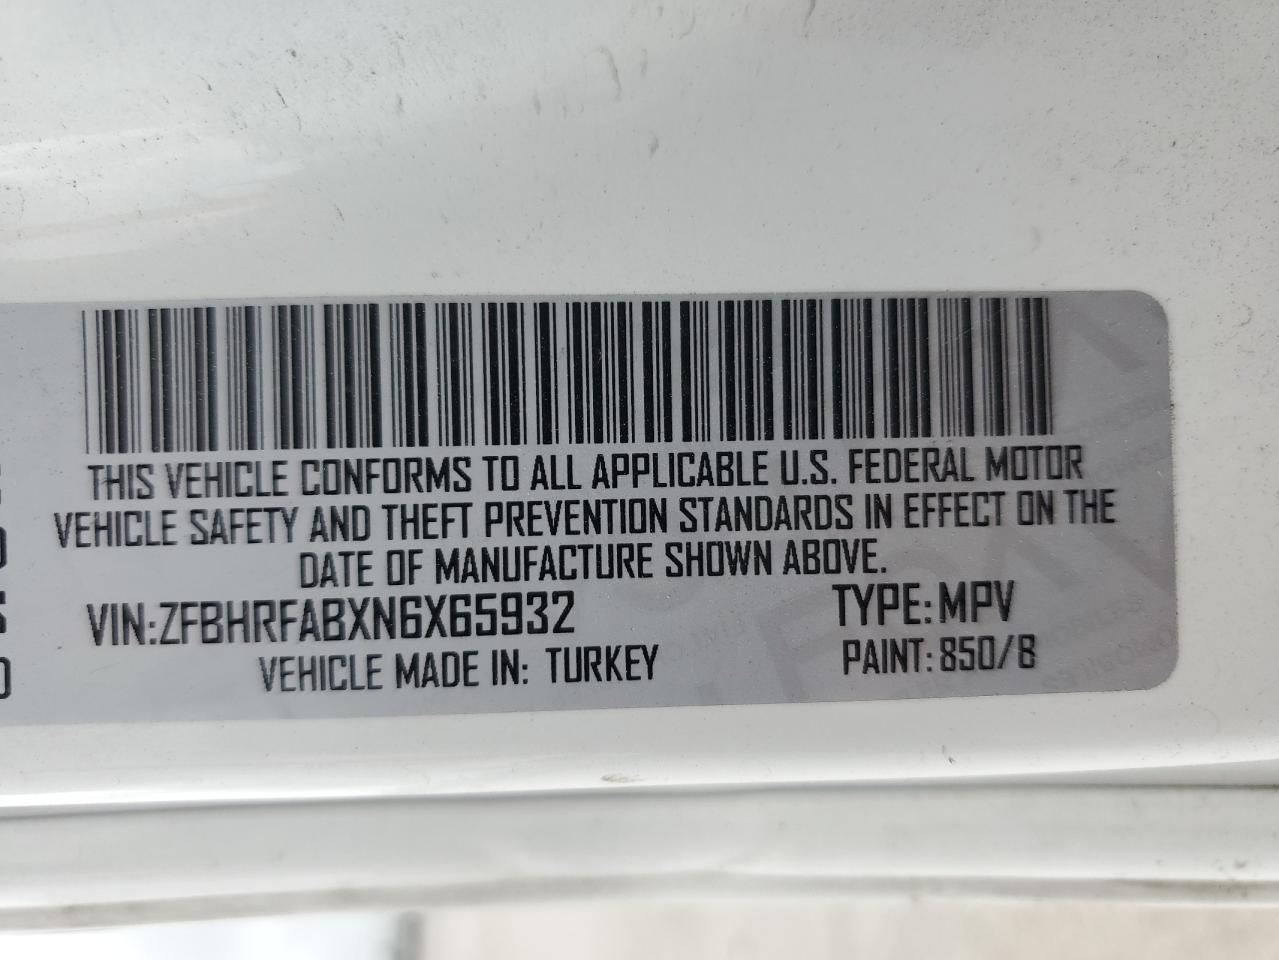 THIS VEHICLE CONFORMS TO ALL APPLICABLE U.S. FEDERAL MOTOR
VEHICLE SAFETY AND THEFT PREVENTION STANDARDS IN EFFECT ON THE
DATE OF MANUFACTURE SHOWN ABOVE.
VIN:ZFBHRFABXN6X65932 TYPE:MPV
VEHICLE MADE IN: TURKEY PAINT:850/8